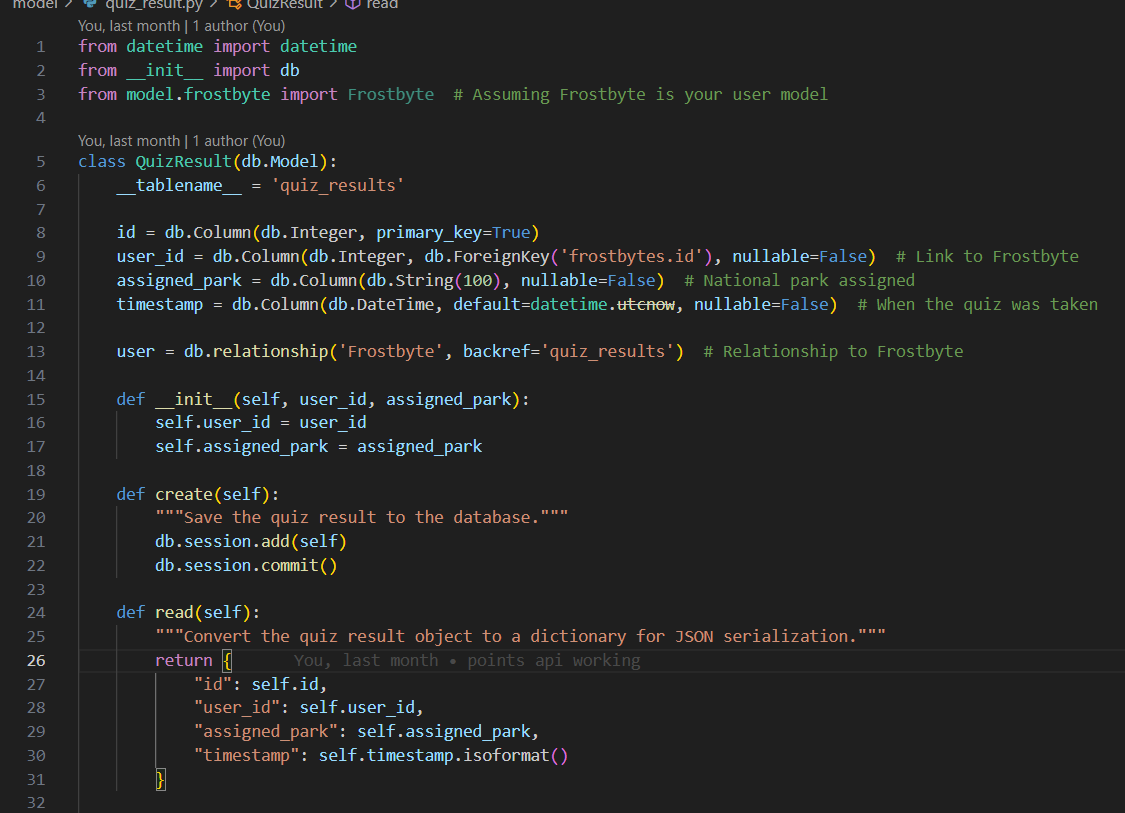 model > quiz_result.py > QuizResult > read
You, last month | 1 author (You)
1 from datetime import datetime
2 from __init__ import db
3 from model.frostbyte import Frostbyte  # Assuming Frostbyte is your user model
4
You, last month | 1 author (You)
5 class QuizResult(db.Model):
6     __tablename__ = 'quiz_results'
7
8     id = db.Column(db.Integer, primary_key=True)
9     user_id = db.Column(db.Integer, db.ForeignKey('frostbytes.id'), nullable=False)  # Link to Frostbyte
10     assigned_park = db.Column(db.String(100), nullable=False)  # National park assigned
11     timestamp = db.Column(db.DateTime, default=datetime.utcnow, nullable=False)  # When the quiz was taken
12
13     user = db.relationship('Frostbyte', backref='quiz_results')  # Relationship to Frostbyte
14
15     def __init__(self, user_id, assigned_park):
16         self.user_id = user_id
17         self.assigned_park = assigned_park
18
19     def create(self):
20         """Save the quiz result to the database."""
21         db.session.add(self)
22         db.session.commit()
23
24     def read(self):
25         """Convert the quiz result object to a dictionary for JSON serialization."""
26         return {      You, last month • points api working
27             "id": self.id,
28             "user_id": self.user_id,
29             "assigned_park": self.assigned_park,
30             "timestamp": self.timestamp.isoformat()
31         }
32